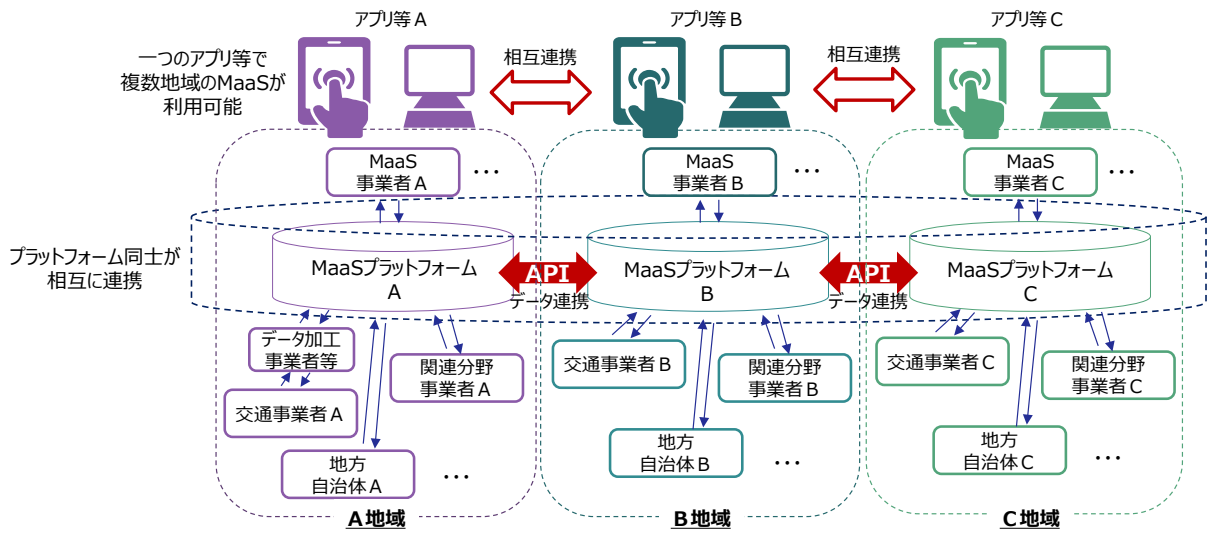 アプリ等A
アプリ等B
アプリ等C
一つのアプリ等で
複数地域のMaaSが
利用可能
相互連携
相互連携
MaaS
事業者A
…
MaaS
事業者B
…
MaaS
事業者C
…
プラットフォーム同士が
相互に連携
MaaSプラットフォーム
A
API
データ連携
MaaSプラットフォーム
B
API
データ連携
MaaSプラットフォーム
C
データ加工
事業者等
交通事業者A
関連分野
事業者A
地方
自治体A
…
交通事業者B
関連分野
事業者B
地方
自治体B
…
交通事業者C
関連分野
事業者C
地方
自治体C
…
A地域
B地域
C地域